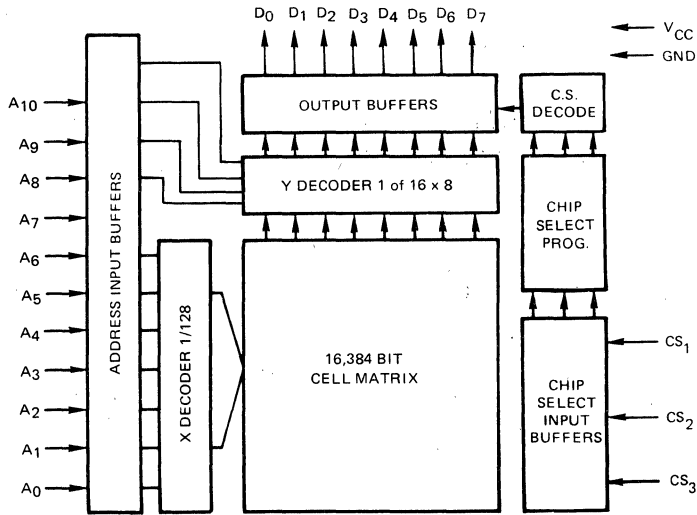 D0 D1 D2 D3 D4 D5 D6 D7
VCC
GND
OUTPUT BUFFERS
C.S.
DECODE
A10
A9
A8
A7
A6
A5
A4
A3
A2
A1
A0
ADDRESS INPUT BUFFERS
Y DECODER 1 of 16 x 8
CHIP
SELECT
PROG.
X DECODER 1/128
16,384 BIT
CELL MATRIX
CHIP
SELECT
INPUT
BUFFERS
CS1
CS2
CS3